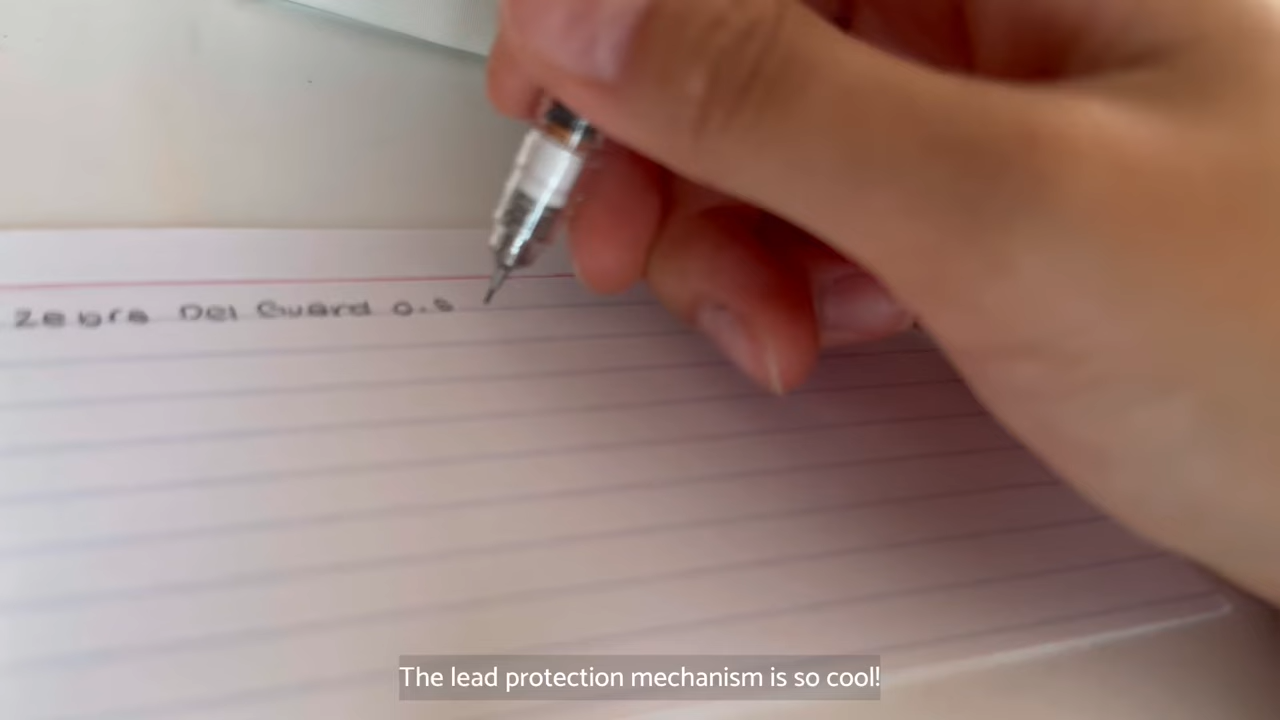 Zebra Del Guard 0.5
The lead protection mechanism is so cool!